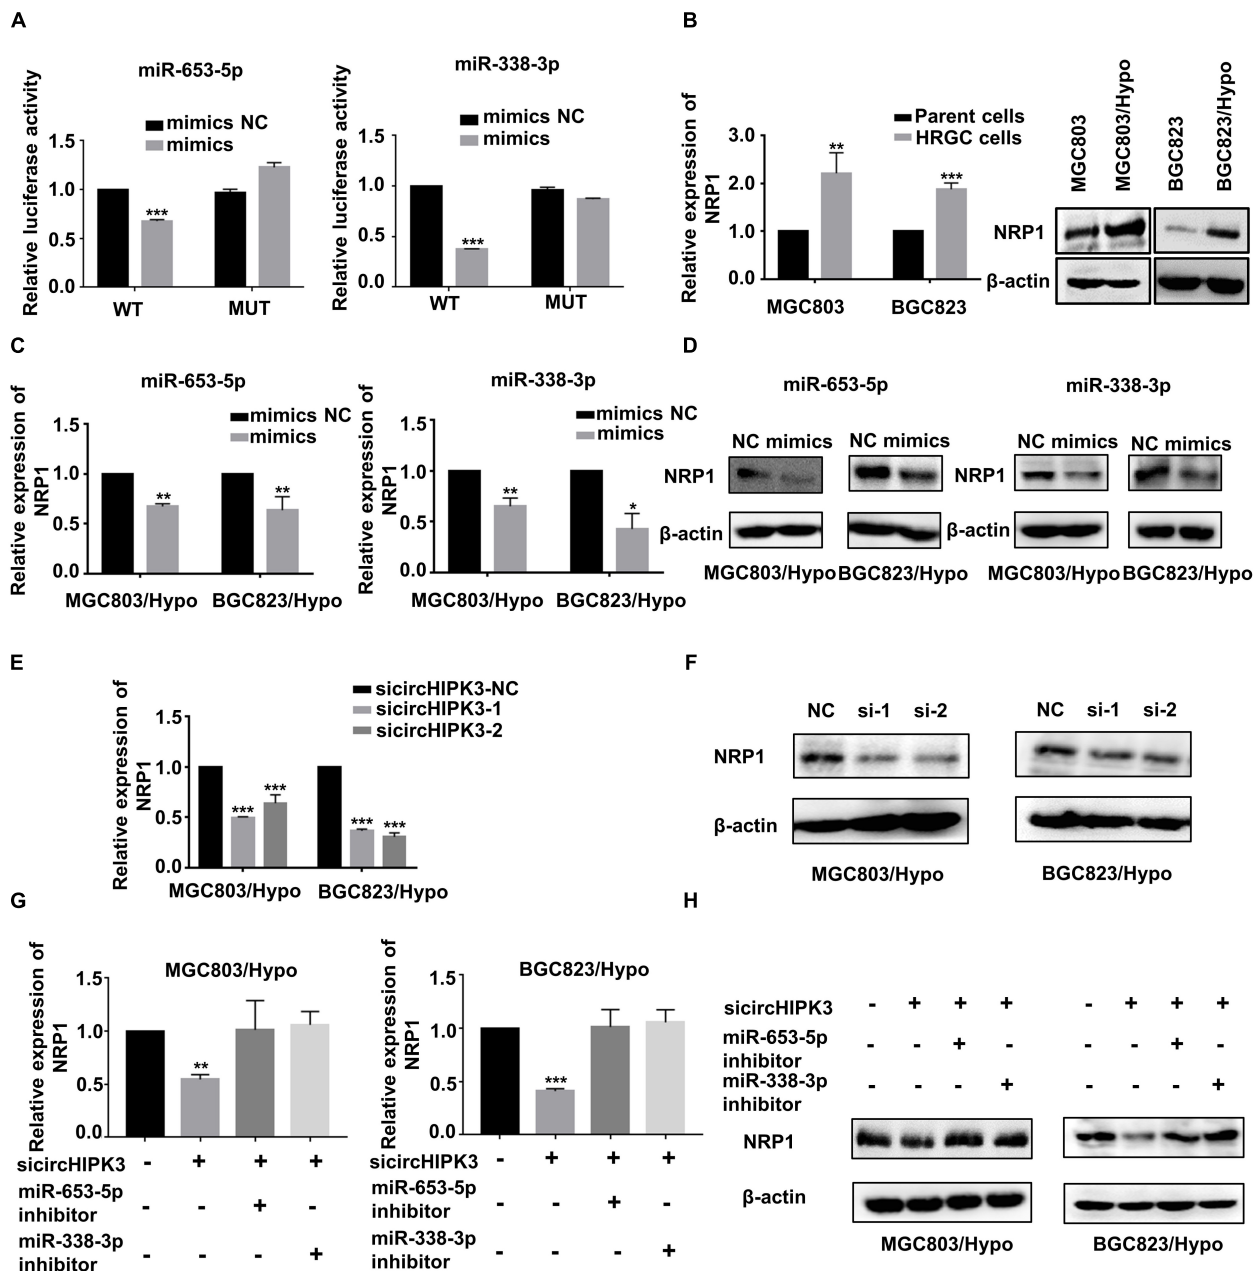 A
miR-653-5p
mimics NC
mimics
Relative luciferase activity
1.5
1.0
0.5
0.0
***
WT
MUT
miR-338-3p
mimics NC
mimics
Relative luciferase activity
1.5
1.0
0.5
0.0
***
WT
MUT
B
Parent cells
HRGC cells
Relative expression of
NRP1
3.0
2.0
1.0
0.0
**
***
MGC803
BGC823
MGC803
MGC803/Hypo
BGC823
BGC823/Hypo
NRP1
β-actin
C
miR-653-5p
mimics NC
mimics
Relative expression of
NRP1
1.5
1.0
0.5
0.0
**
**
MGC803/Hypo
BGC823/Hypo
miR-338-3p
mimics NC
mimics
Relative expression of
NRP1
1.5
1.0
0.5
0.0
**
*
MGC803/Hypo
BGC823/Hypo
D
miR-653-5p
miR-338-3p
NC mimics
NC mimics
NC mimics
NC mimics
NRP1
NRP1
β-actin
β-actin
MGC803/Hypo
BGC823/Hypo
MGC803/Hypo
BGC823/Hypo
E
sicircHIPK3-NC
sicircHIPK3-1
sicircHIPK3-2
Relative expression of
NRP1
1.5
1.0
0.5
0.0
***
***
***
***
MGC803/Hypo
BGC823/Hypo
F
NC si-1 si-2
NC si-1 si-2
NRP1
β-actin
MGC803/Hypo
BGC823/Hypo
G
MGC803/Hypo
Relative expression of
NRP1
1.5
1.0
0.5
0.0
**
sicircHIPK3 - + + +
miR-653-5p
inhibitor - - + -
miR-338-3p
inhibitor - - - +
BGC823/Hypo
Relative expression of
NRP1
1.5
1.0
0.5
0.0
***
sicircHIPK3 - + + +
miR-653-5p
inhibitor - - + -
miR-338-3p
inhibitor - - - +
H
sicircHIPK3 - + + + - + + +
miR-653-5p
inhibitor - - + - - - + -
miR-338-3p
inhibitor - - - + - - - +
NRP1
β-actin
MGC803/Hypo
BGC823/Hypo